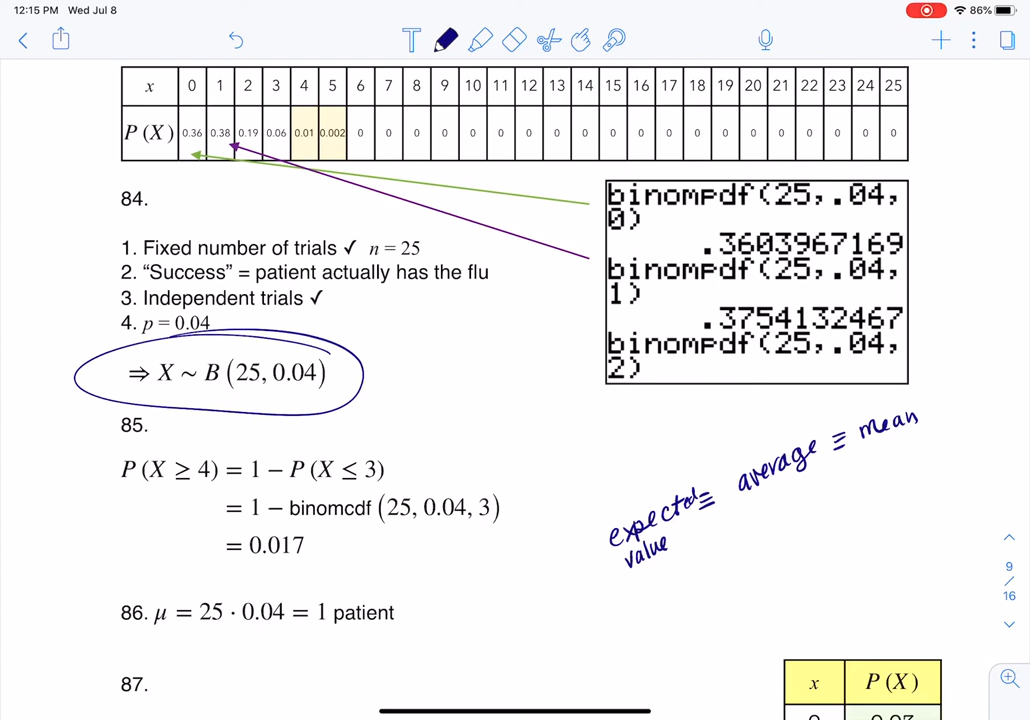 12:15 PM Wed Jul 8
86%
T
x 0 1 2 3 4 5 6 7 8 9 10 11 12 13 14 15 16 17 18 19 20 21 22 23 24 25
P (X) 0.36 0.38 0.19 0.06 0.01 0.002 0 0 0 0 0 0 0 0 0 0 0 0 0 0 0 0 0 0 0 0
84.
1. Fixed number of trials ✓ n = 25
2. “Success” = patient actually has the flu
3. Independent trials ✓
4. p = 0.04
⇒ X ∼ B (25, 0.04)
binompdf(25,.04,
0)
.3603967169
binompdf(25,.04,
1)
.3754132467
binompdf(25,.04,
2)
85.
P (X ≥ 4) = 1 − P (X ≤ 3)
= 1 − binomcdf (25, 0.04, 3)
= 0.017
expected ≡ average ≡ mean
value
86. μ = 25 · 0.04 = 1 patient
87.
x P (X)
9
/
16